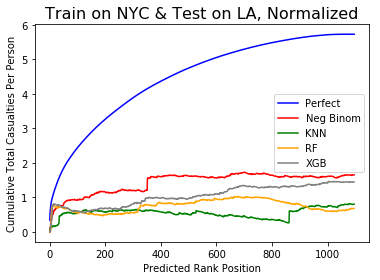 Train on NYC & Test on LA, Normalized
Cumulative Total Casualties Per Person
6
5
4
3
2
1
0
Perfect
Neg Binom
KNN
RF
XGB
0
200
400
600
800
1000
Predicted Rank Position